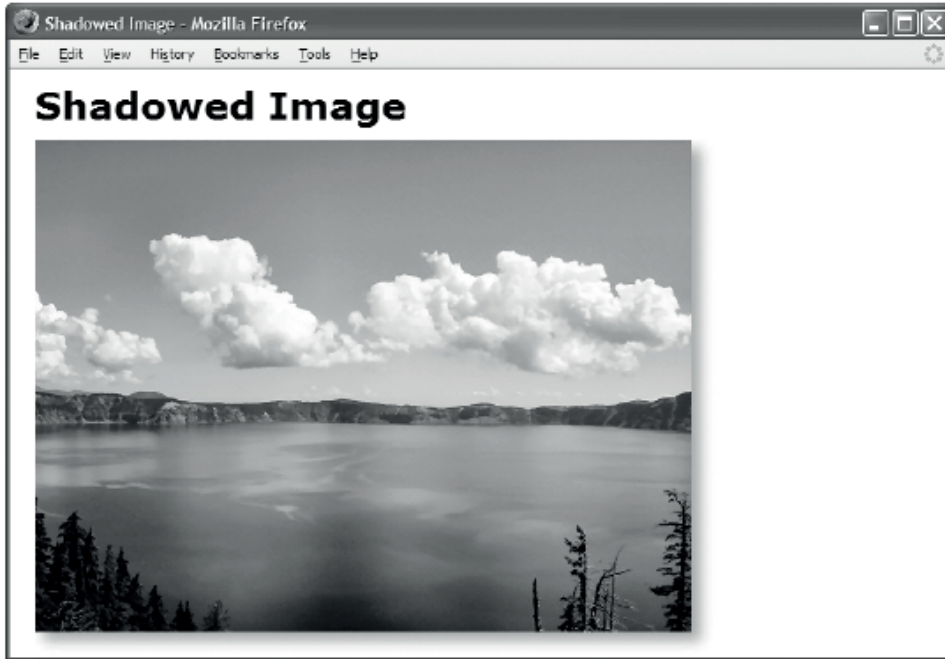 Shadowed Image - Mozilla Firefox
File Edit View History Bookmarks Tools Help
Shadowed Image